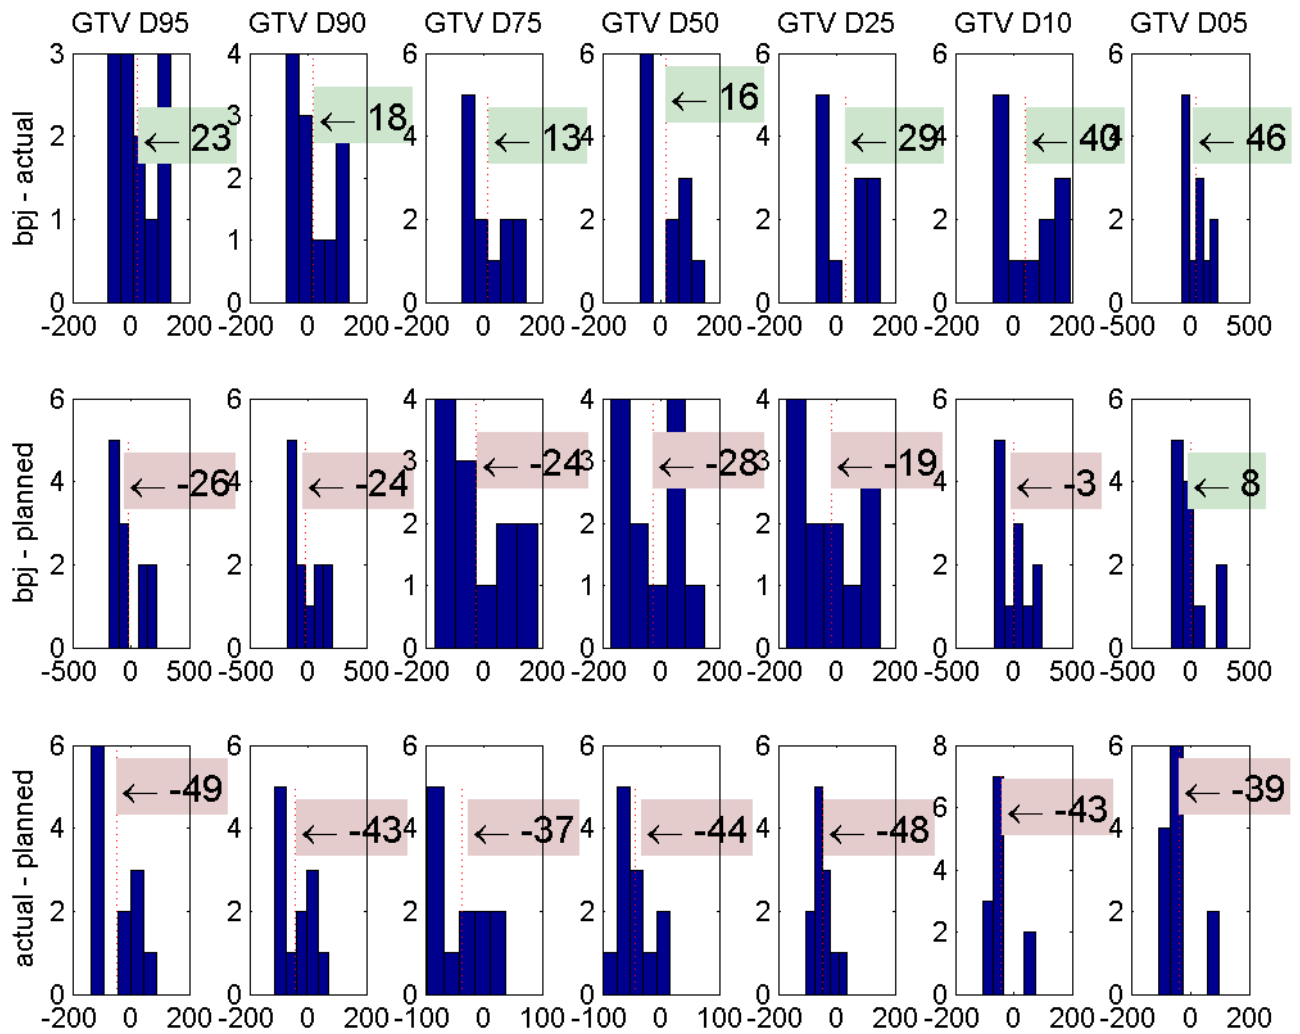 GTV D95 GTV D90 GTV D75 GTV D50 GTV D25 GTV D10 GTV D05
3 4 6 6 6 6 6
← 16
← 18
2 3 4 4 4 4 4
← 23 ← 13 ← 29 ← 40 ← 46
bpj - actual
2
1 2 2 2 2 2
1
0 0 0 0 0 0 0
-200 0 200 -200 0 200 -200 0 200 -200 0 200 -200 0 200 -200 0 200 -500 0 500
6 6 4 4 4 6 6
3 3 3
← -24 ← -28 ← -19
4 4 4 4
← -26 ← -24 ← -3 ← 8
bpj - planned
2 2 2 2 2 2 2
1 1 1
0 0 0 0 0 0 0
-500 0 500 -500 0 500 -200 0 200 -200 0 200 -200 0 200 -500 0 500 -500 0 500
6 6 6 6 6 8 6
← -49 ← -39
6
← -43
4 4 4 4 4 4
← -43 ← -37 ← -44 ← -48
actual - planned
4
2 2 2 2 2 2 2
0 0 0 0 0 0 0
-200 0 200 -200 0 200 -100 0 100 -100 0 100 -200 0 200 -200 0 200 -200 0 200